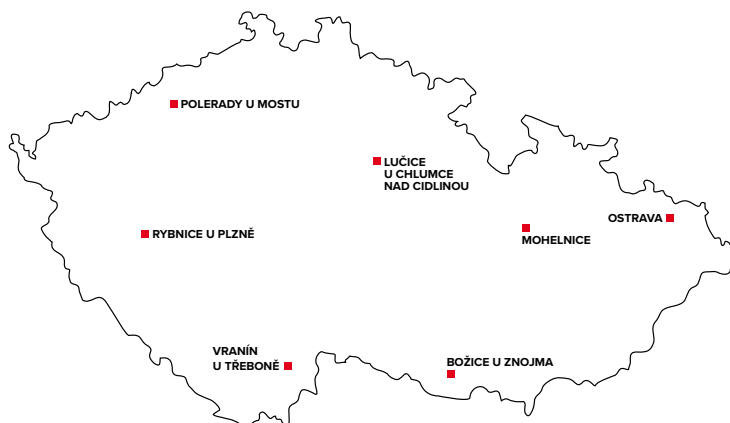 POLERADY U MOSTU
LUČICE
U CHLUMCE
NAD CIDLINOU
OSTRAVA
RYBNICE U PLZNĚ
MOHELNICE
VRANÍN
U TŘEBONĚ
BOŽICE U ZNOJMA